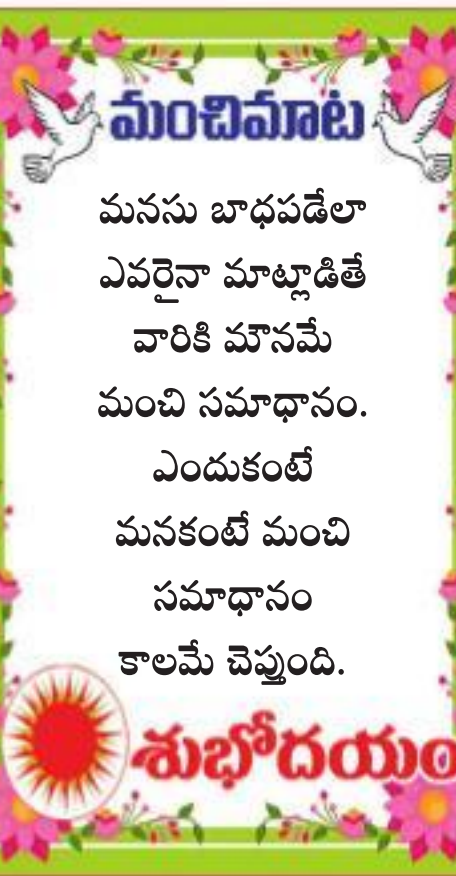 మంచిమాట
మనసు బాధపడేలా
ఎవరైనా మాట్లాడితే
వారికి మౌనమే
మంచి సమాధానం.
ఎందుకంటే
మనకంటే మంచి
సమాధానం
కాలమే చెప్తుంది.
శుభోదయం